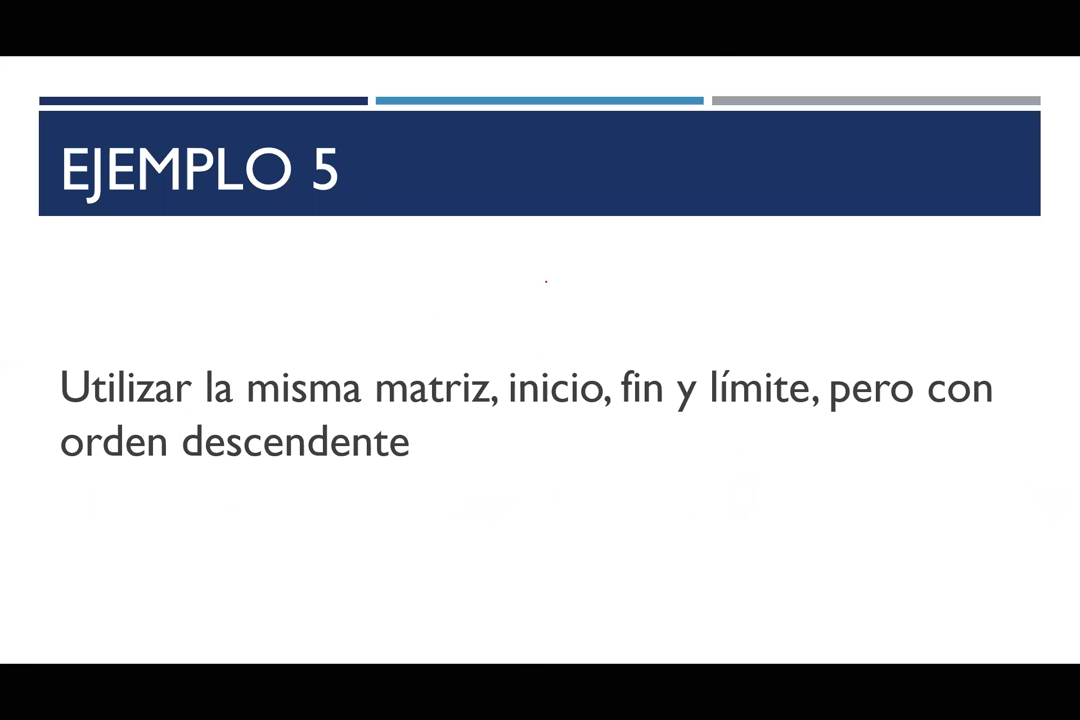 EJEMPLO 5
Utilizar la misma matriz, inicio, fin y límite, pero con
orden descendente